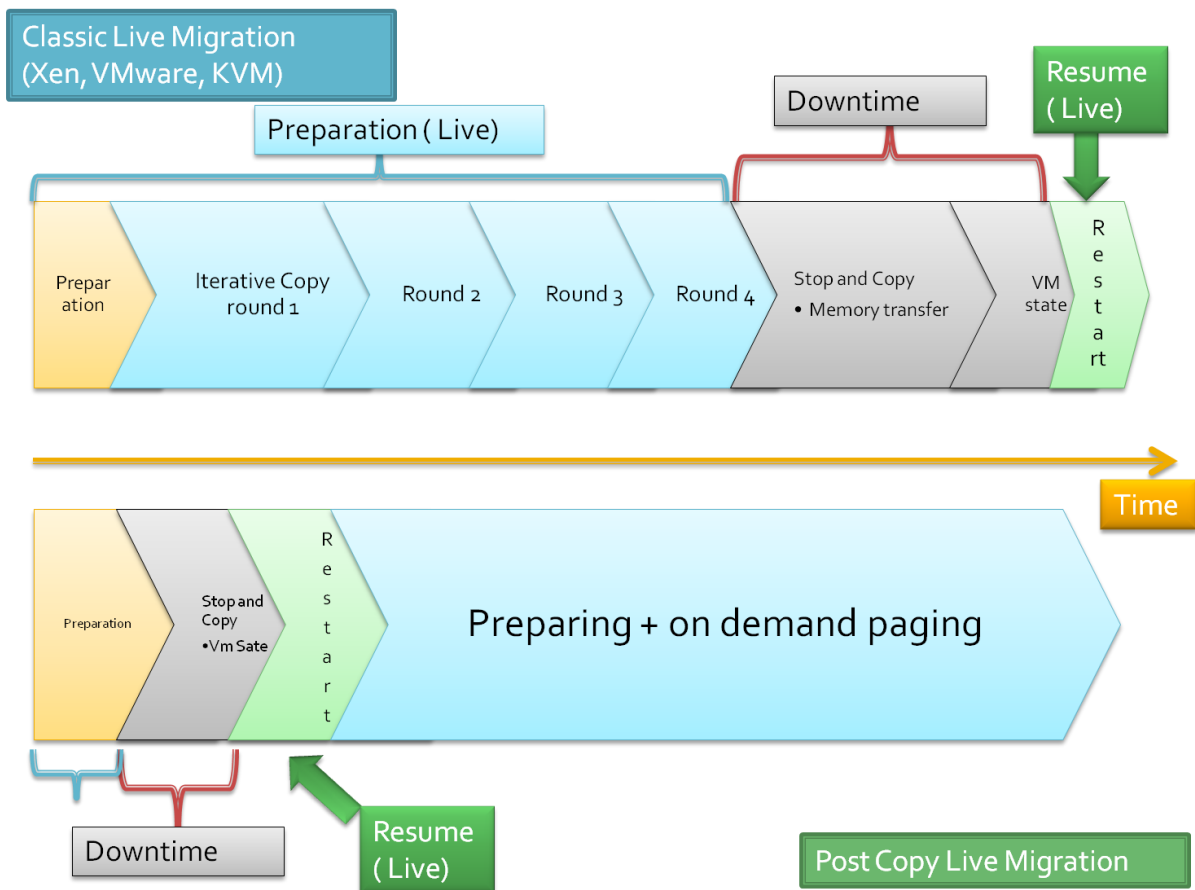 Classic Live Migration
(Xen, VMware, KVM)
Resume
( Live)
Downtime
Preparation ( Live)
Prepar
ation
Iterative Copy
round 1
Round 2
Round 3
Round 4
Stop and Copy
• Memory transfer
VM
state
R
e
s
t
a
rt
Time
Preparation
Stop and
Copy
•Vm Sate
R
e
s
t
a
r
t
Preparing + on demand paging
Downtime
Resume
( Live)
Post Copy Live Migration